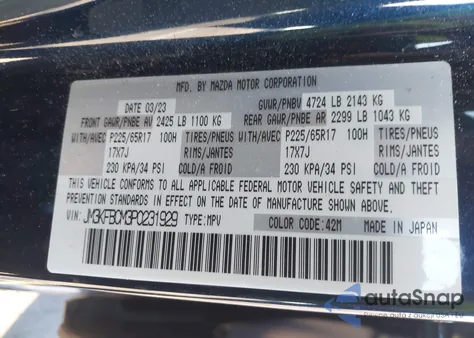 MFD. BY MAZDA MOTOR CORPORATION
DATE 03/23 GVWR/PNBV 4724 LB 2143 KG
FRONT GAWR/PNBE AV 2425 LB 1100 KG REAR GAWR/PNBE AR 2299 LB 1043 KG
WITH/AVEC P225/65R17 100H TIRES/PNEUS WITH/AVEC P225/65R17 100H TIRES/PNEUS
17X7J RIMS/JANTES 17X7J RIMS/JANTES
230 KPA/34 PSI COLD/A FROID 230 KPA/34 PSI COLD/A FROID
THIS VEHICLE CONFORMS TO ALL APPLICABLE FEDERAL MOTOR VEHICLE SAFETY AND THEFT
PREVENTION STANDARDS IN EFFECT ON THE DATE OF MANUFACTURE SHOWN ABOVE.
VIN: JM3KFBCM3P0231929 TYPE: MPV COLOR CODE: 42M MADE IN JAPAN
autoSnap